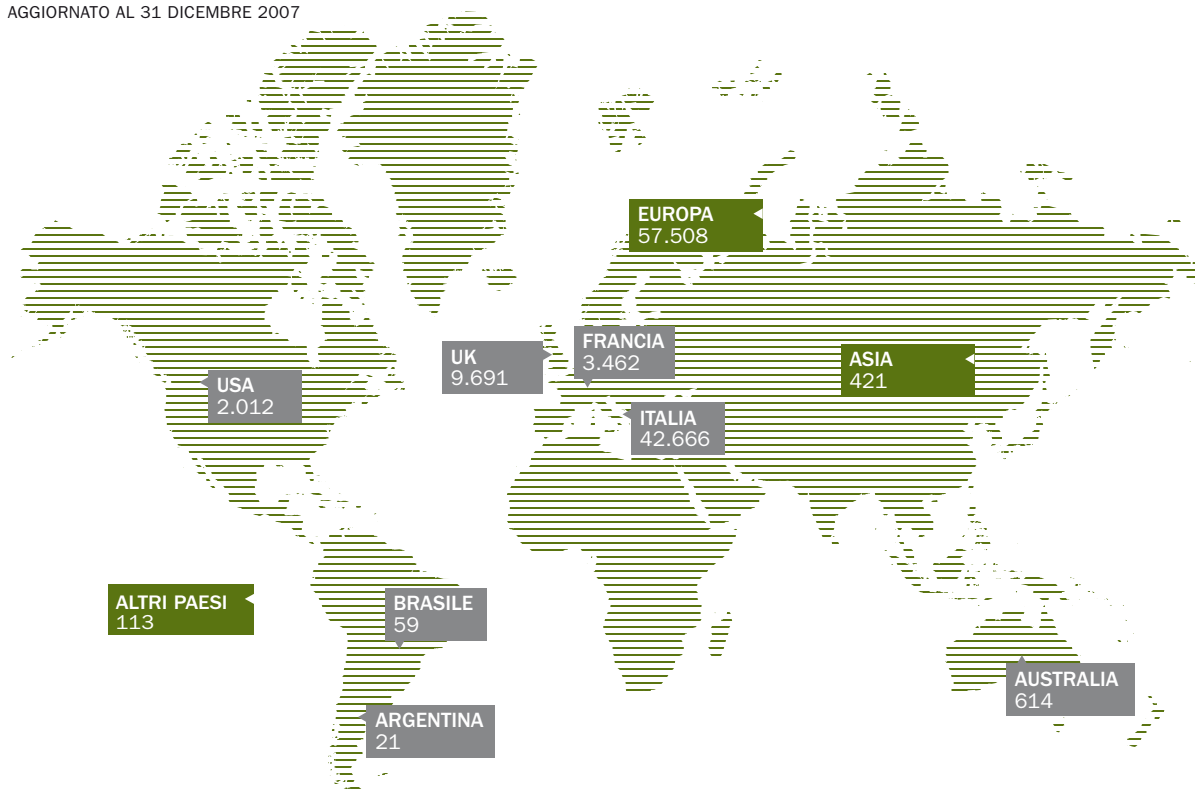 AGGIORNATO AL 31 DICEMBRE 2007
EUROPA
57.508
FRANCIA
3.462
UK
9.691
ASIA
421
USA
2.012
ITALIA
42.666
ALTRI PAESI
113
BRASILE
59
AUSTRALIA
614
ARGENTINA
21